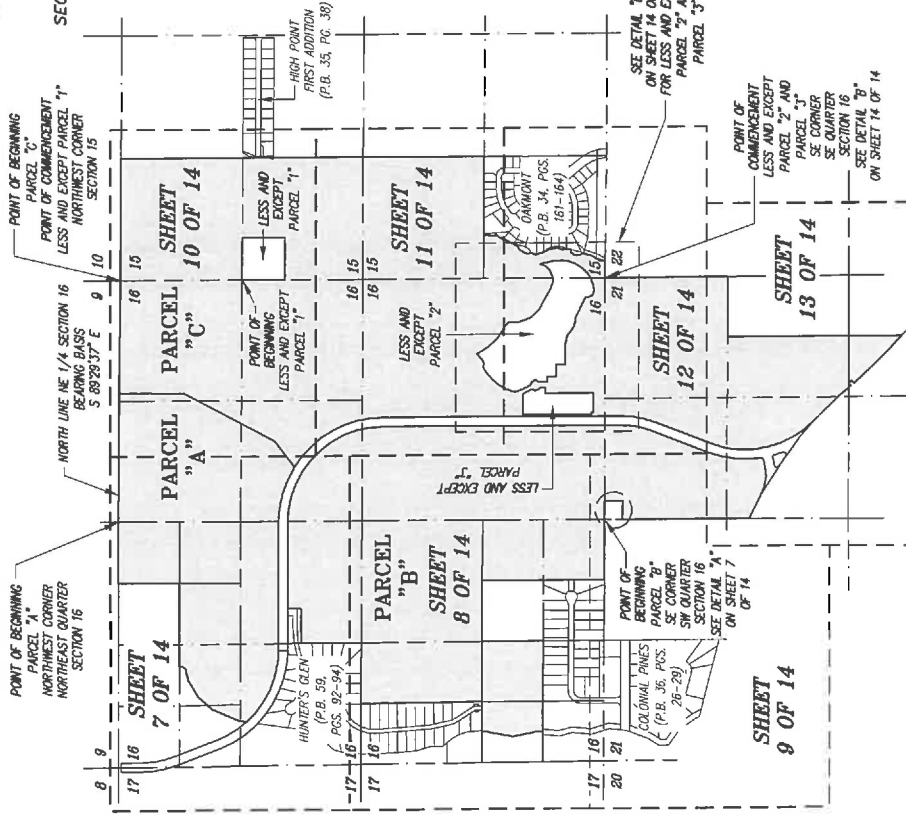 SEC
POINT OF BEGINNING
PARCEL "C"
POINT OF COMMENCEMENT
LESS AND EXCEPT PARCEL "1"
NORTHWEST CORNER
SECTION 15
NORTH LINE NE 1/4 SECTION 16
BEARING BASIS
S 89°29'37" E
POINT OF BEGINNING
PARCEL "A"
NORTHWEST CORNER
NORTHEAST QUARTER
SECTION 16
8
9
17
16
9
10
16
15
SHEET
7 OF 14
PARCEL
"A"
PARCEL
"C"
SHEET
10 OF 14
HIGH POINT
FIRST ADDITION
(P.B. 35, PG. 38)
LESS AND
EXCEPT
PARCEL "1"
POINT OF
BEGINNING
LESS AND EXCEPT
PARCEL "1"
HUNTER'S GLEN
(P.B. 59,
PGS. 92-94)
17
16
17
16
16
15
16
15
PARCEL
"B"
SHEET
8 OF 14
SHEET
11 OF 14
LESS AND
EXCEPT
PARCEL "2"
LESS AND EXCEPT
PARCEL "3"
OAKMONT
(P.B. 34, PGS.
161-164)
SEE DETAIL
ON SHEET 14 O
FOR LESS AND E
PARCEL "2" A
PARCEL "3"
17
16
20
21
16
15
21
22
COLONIAL PINES
(P.B. 36, PGS.
26-29)
POINT OF
BEGINNING
PARCEL "B"
SE CORNER
SW QUARTER
SECTION 16
SEE DETAIL "A"
ON SHEET 7
OF 14
SHEET
12 OF 14
POINT OF
COMMENCEMENT
LESS AND EXCEPT
PARCEL "2" AND
PARCEL "3"
SE CORNER
SE QUARTER
SECTION 16
SEE DETAIL "B"
ON SHEET 14 OF 14
SHEET
9 OF 14
SHEET
13 OF 14